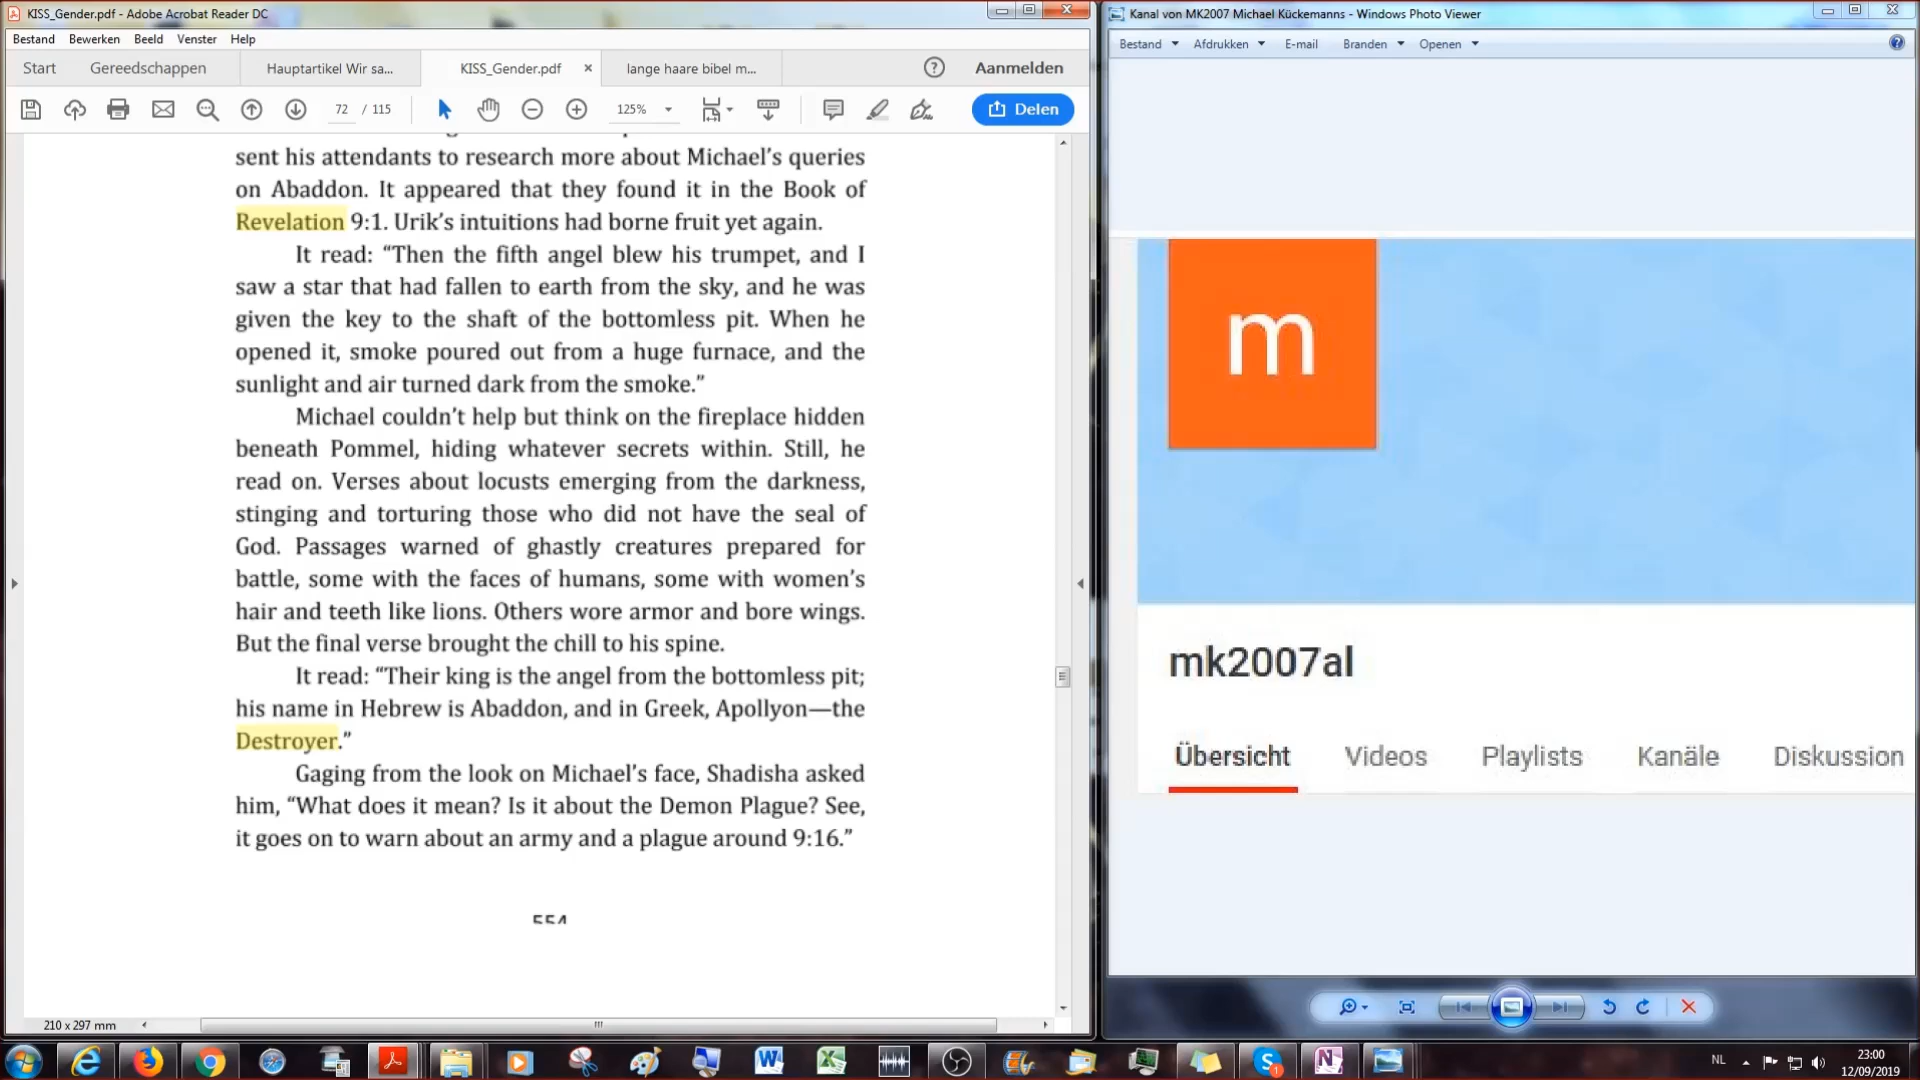 KISS_Gender.pdf - Adobe Acrobat Reader DC
Bestand Bewerken Beeld Venster Help
Start Gereedschappen Hauptartikel Wir sa... KISS_Gender.pdf × lange haare bibel m... Aanmelden
72 / 115 125% Delen
sent his attendants to research more about Michael’s queries
on Abaddon. It appeared that they found it in the Book of
Revelation 9:1. Urik’s intuitions had borne fruit yet again.
It read: “Then the fifth angel blew his trumpet, and I
saw a star that had fallen to earth from the sky, and he was
given the key to the shaft of the bottomless pit. When he
opened it, smoke poured out from a huge furnace, and the
sunlight and air turned dark from the smoke.”
Michael couldn’t help but think on the fireplace hidden
beneath Pommel, hiding whatever secrets within. Still, he
read on. Verses about locusts emerging from the darkness,
stinging and torturing those who did not have the seal of
God. Passages warned of ghastly creatures prepared for
battle, some with the faces of humans, some with women’s
hair and teeth like lions. Others wore armor and bore wings.
But the final verse brought the chill to his spine.
It read: “Their king is the angel from the bottomless pit;
his name in Hebrew is Abaddon, and in Greek, Apollyon—the
Destroyer.”
Gaging from the look on Michael’s face, Shadisha asked
him, “What does it mean? Is it about the Demon Plague? See,
it goes on to warn about an army and a plague around 9:16.”
554
210 x 297 mm
Kanal von MK2007 Michael Kückemanns - Windows Photo Viewer
Bestand Afdrukken E-mail Branden Openen
m
mk2007al
Übersicht Videos Playlists Kanäle Diskussion
NL
23:00
12/09/2019